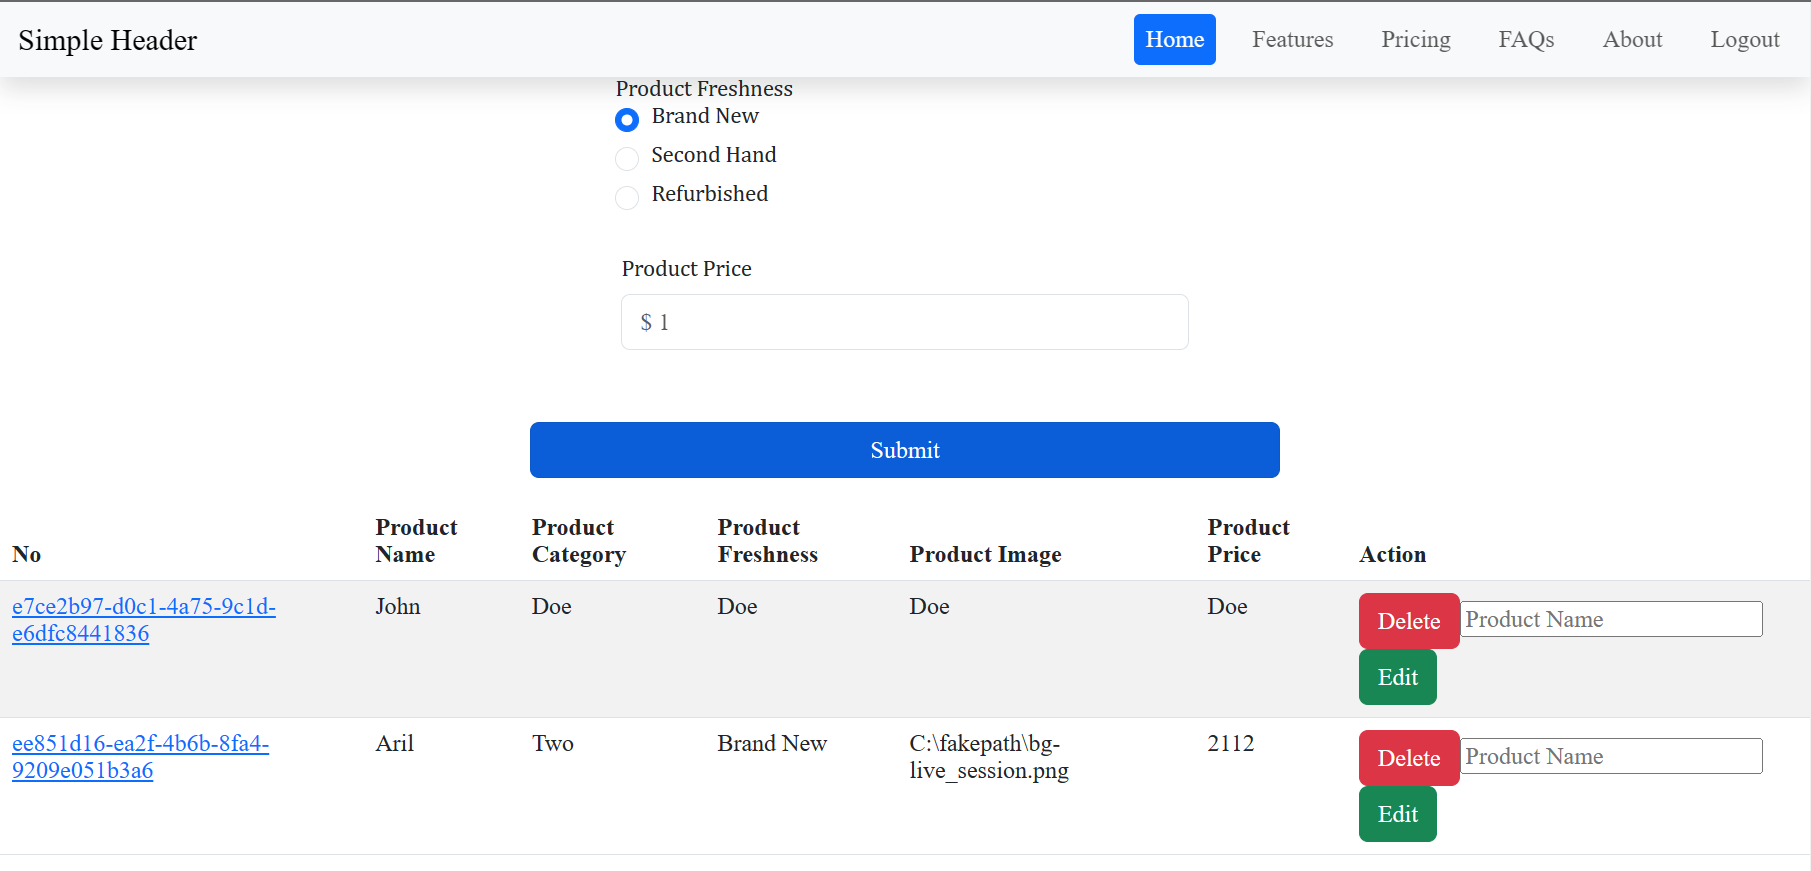 Simple Header
Home
Features
Pricing
FAQs
About
Logout
Product Freshness
Brand New
Second Hand
Refurbished
Product Price
$ 1
Submit
No
Product
Name
Product
Category
Product
Freshness
Product Image
Product
Price
Action
e7ce2b97-d0c1-4a75-9c1d-
e6dfc8441836
John
Doe
Doe
Doe
Doe
Delete
Product Name
Edit
ee851d16-ea2f-4b6b-8fa4-
9209e051b3a6
Aril
Two
Brand New
C:\fakepath\bg-
live_session.png
2112
Delete
Product Name
Edit